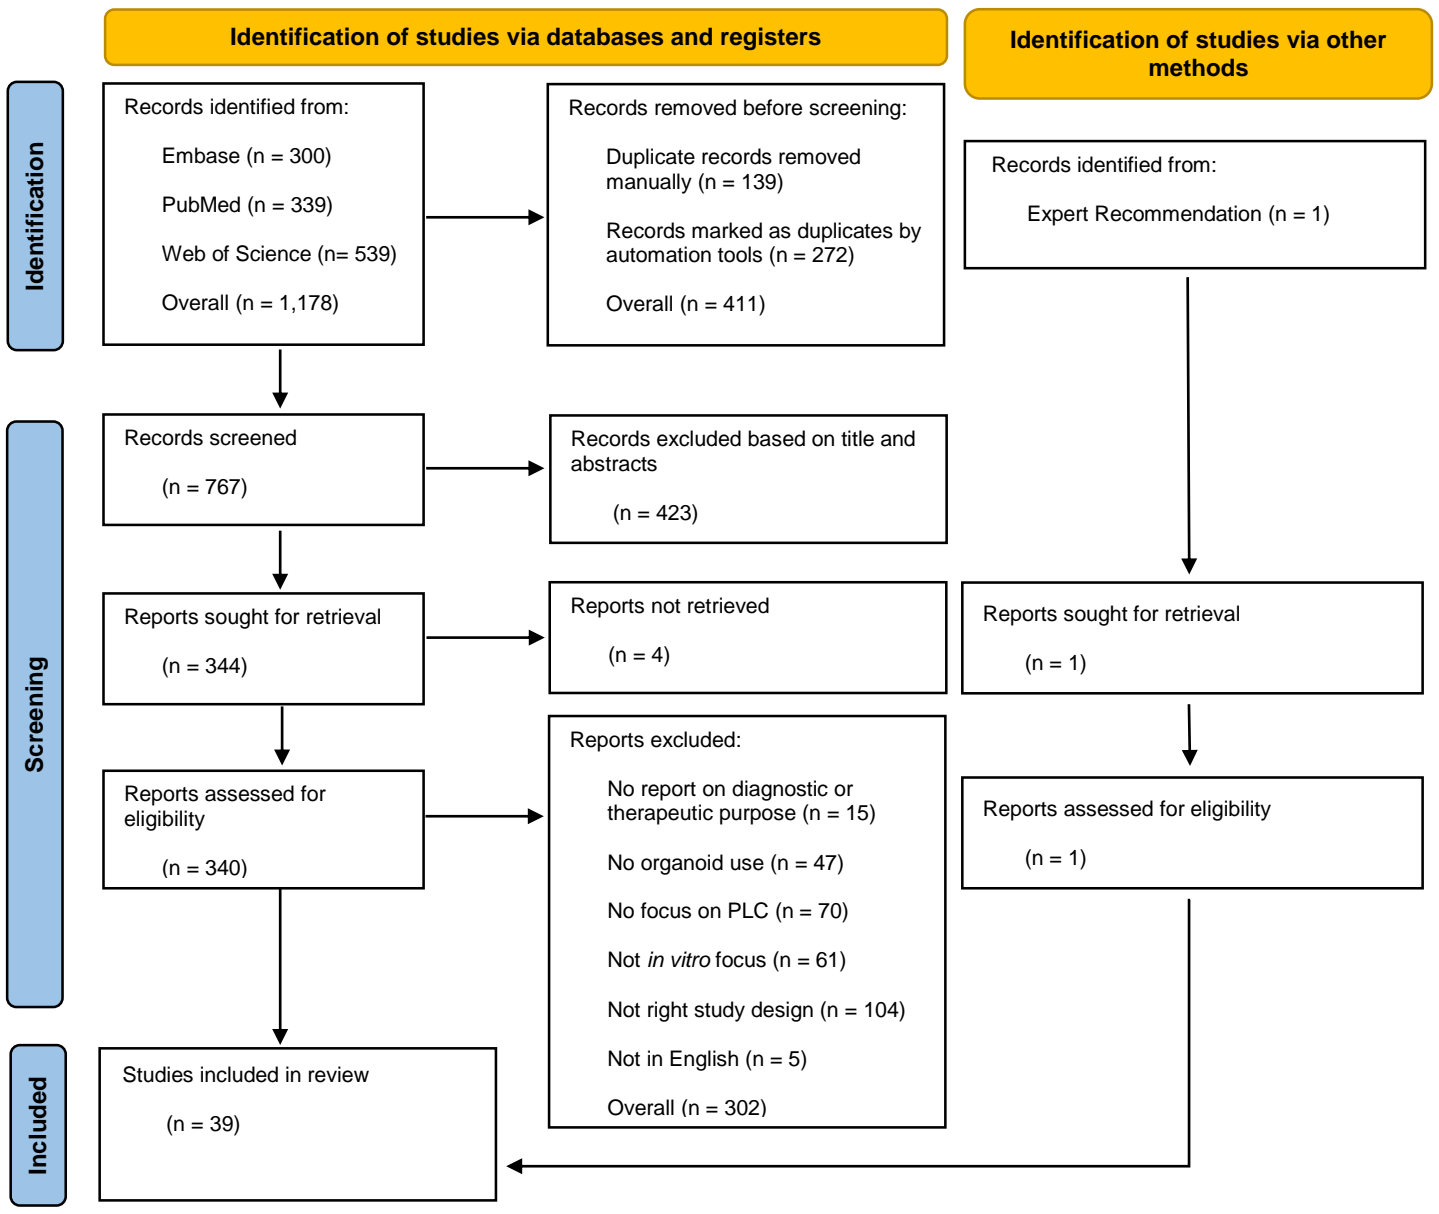 Identification of studies via databases and registers
Identification of studies via other
methods
Identification
Records identified from:
Embase (n = 300)
PubMed (n = 339)
Web of Science (n= 539)
Overall (n = 1,178)
Records removed before screening:
Duplicate records removed
manually (n = 139)
Records marked as duplicates by
automation tools (n = 272)
Overall (n = 411)
Records identified from:
Expert Recommendation (n = 1)
Screening
Records screened
(n = 767)
Records excluded based on title and
abstracts
(n = 423)
Reports sought for retrieval
(n = 344)
Reports not retrieved
(n = 4)
Reports sought for retrieval
(n = 1)
Reports assessed for
eligibility
(n = 340)
Reports excluded:
No report on diagnostic or
therapeutic purpose (n = 15)
No organoid use (n = 47)
No focus on PLC (n = 70)
Not in vitro focus (n = 61)
Not right study design (n = 104)
Not in English (n = 5)
Overall (n = 302)
Reports assessed for eligibility
(n = 1)
Included
Studies included in review
(n = 39)